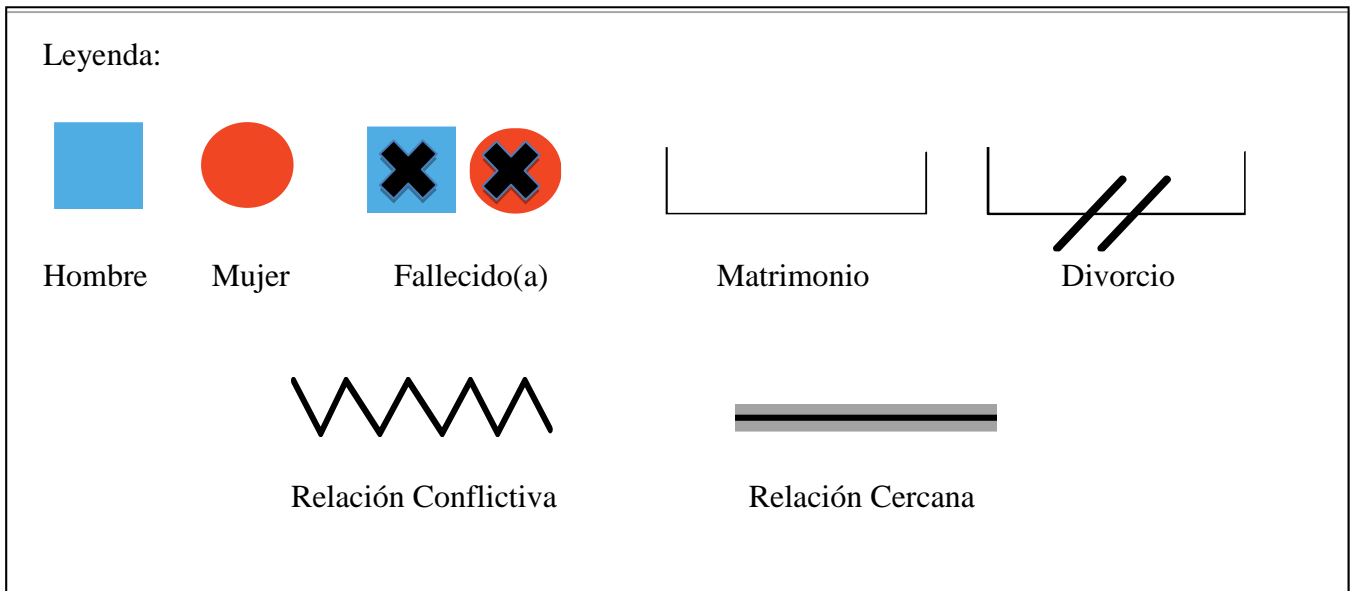 Leyenda:
Hombre Mujer Fallecido(a) Matrimonio Divorcio
Relación Conflictiva Relación Cercana